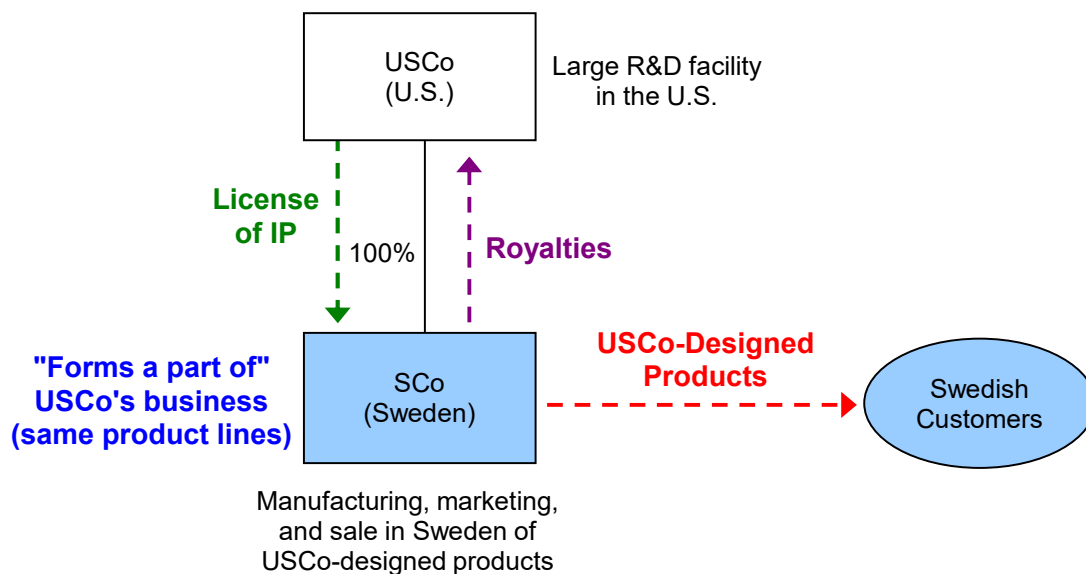 USCo
(U.S.)
Large R&D facility
in the U.S.
License
of IP
100%
Royalties
"Forms a part of"
USCo's business
(same product lines)
SCo
(Sweden)
USCo-Designed
Products
Swedish
Customers
Manufacturing, marketing,
and sale in Sweden of
USCo-designed products